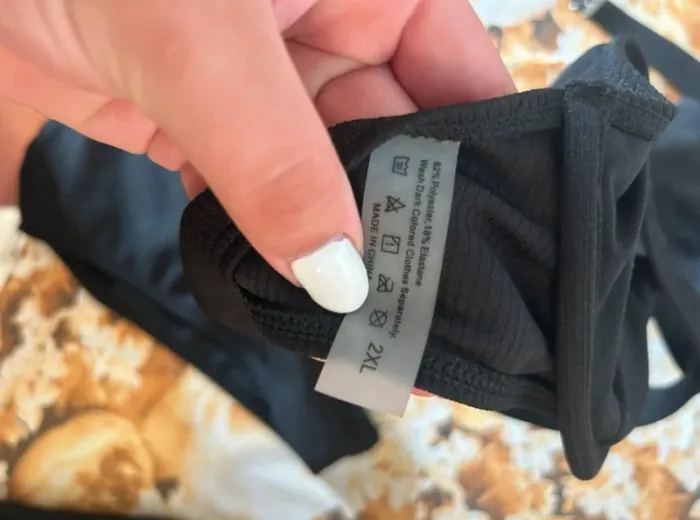 82% Polyester, 18% Elastane
Wash Dark Colored Clothes Separately.
MADE IN CHINA
2XL